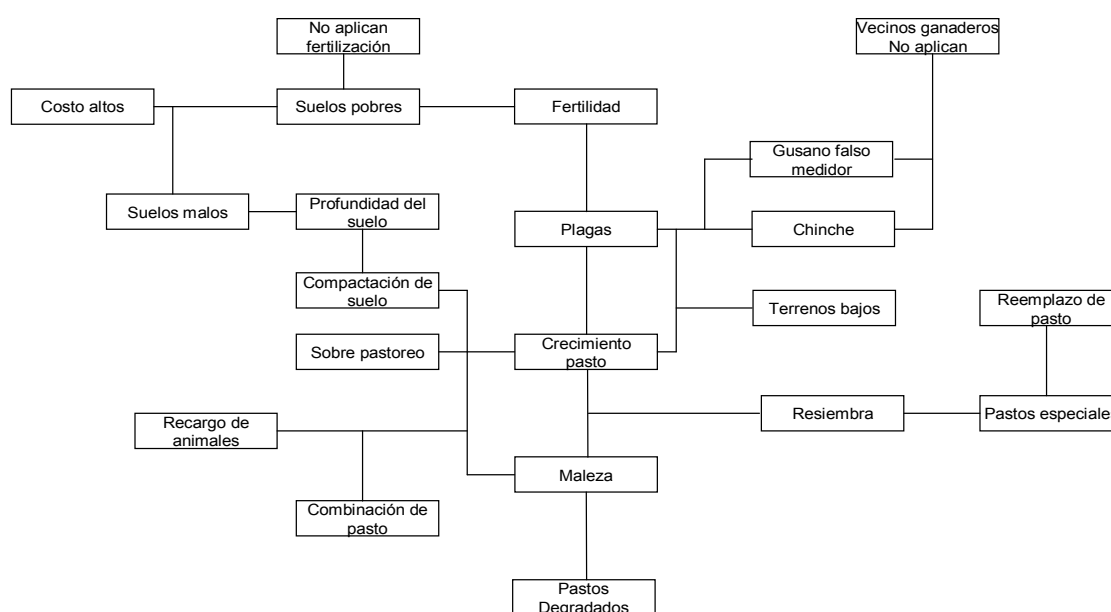 No aplican
fertilización
Vecinos ganaderos
No aplican
Costo altos
Suelos pobres
Fertilidad
Gusano falso
medidor
Suelos malos
Profundidad del
suelo
Plagas
Chinche
Compactación de
suelo
Terrenos bajos
Reemplazo de
pasto
Sobre pastoreo
Crecimiento
pasto
Recargo de
animales
Resiembra
Pastos especiales
Maleza
Combinación de
pasto
Pastos
Degradados